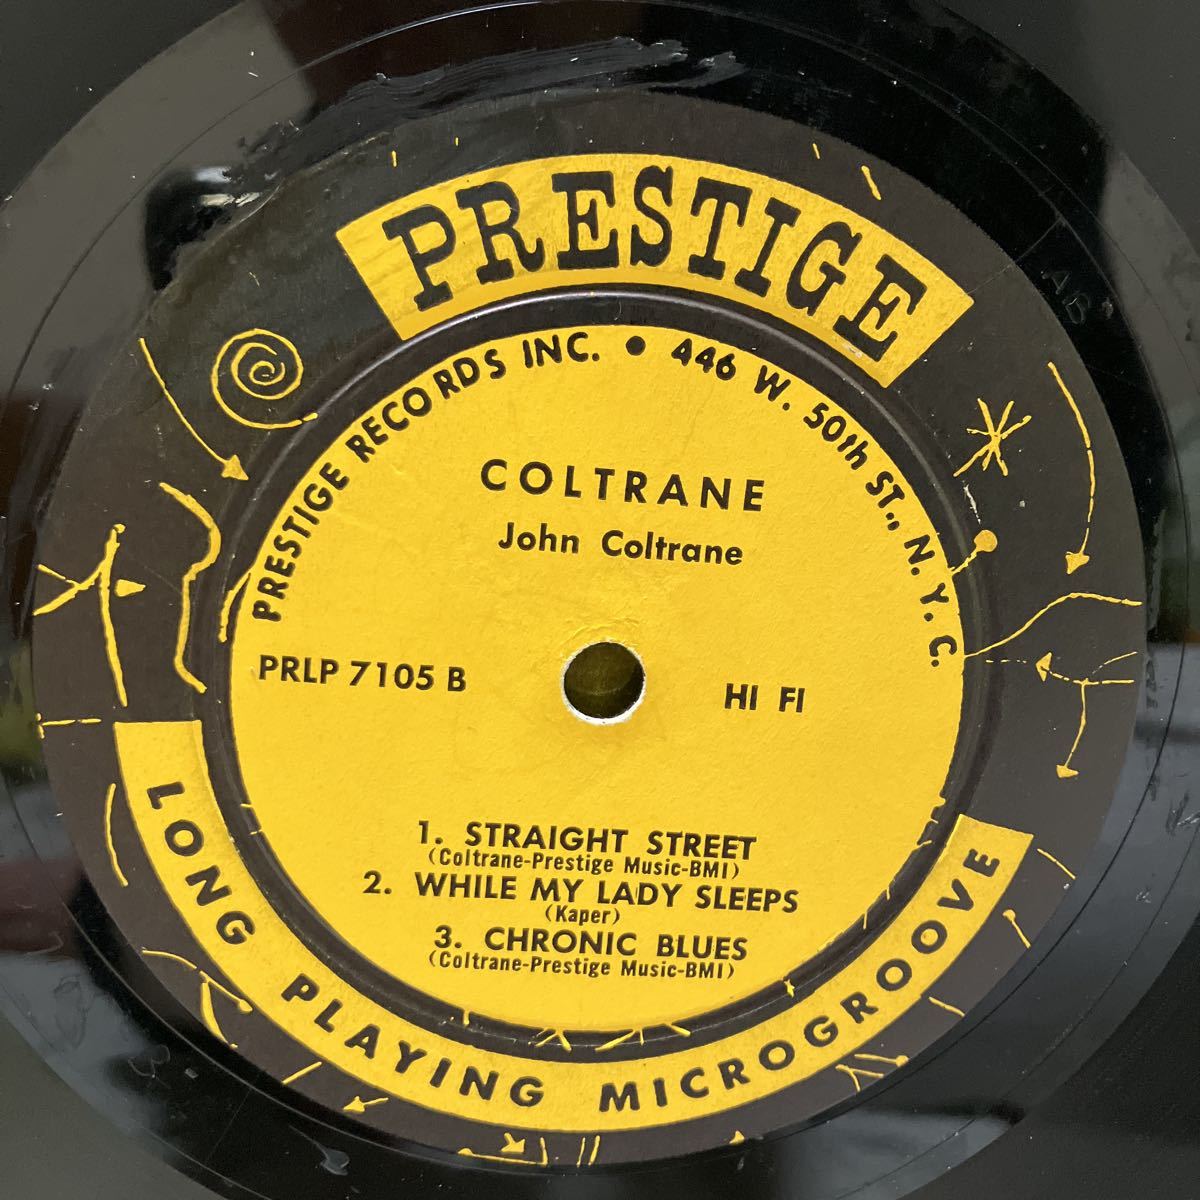 PRESTIGE
PRESTIGE RECORDS INC. • 446 W. 50th ST., N.Y.C.
COLTRANE
John Coltrane
PRLP 7105 B
HI FI
1. STRAIGHT STREET
(Coltrane-Prestige Music-BMI)
2. WHILE MY LADY SLEEPS
(Kaper)
3. CHRONIC BLUES
(Coltrane-Prestige Music-BMI)
LONG PLAYING MICROGROOVE
AB